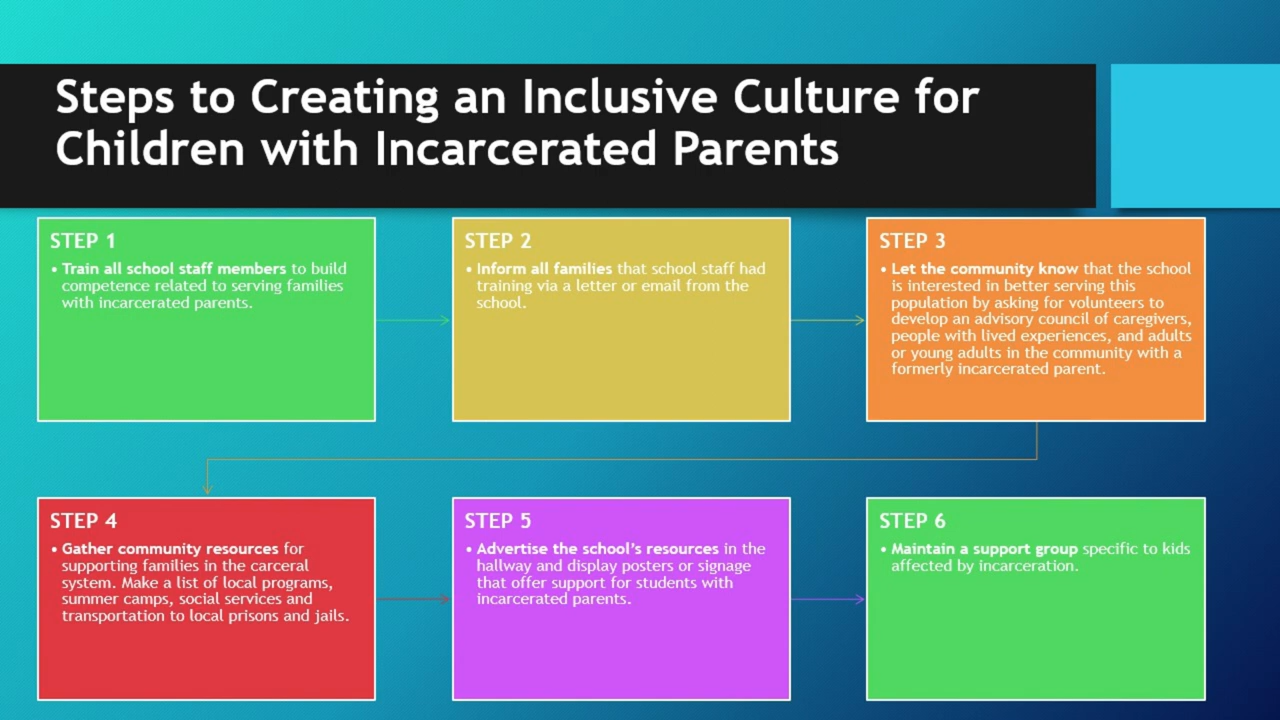 Steps to Creating an Inclusive Culture for
Children with Incarcerated Parents
STEP 1
• Train all school staff members to build
competence related to serving families
with incarcerated parents.
STEP 2
• Inform all families that school staff had
training via a letter or email from the
school.
STEP 3
• Let the community know that the school
is interested in better serving this
population by asking for volunteers to
develop an advisory council of caregivers,
people with lived experiences, and adults
or young adults in the community with a
formerly incarcerated parent.
STEP 4
• Gather community resources for
supporting families in the carceral
system. Make a list of local programs,
summer camps, social services and
transportation to local prisons and jails.
STEP 5
• Advertise the school’s resources in the
hallway and display posters or signage
that offer support for students with
incarcerated parents.
STEP 6
• Maintain a support group specific to kids
affected by incarceration.